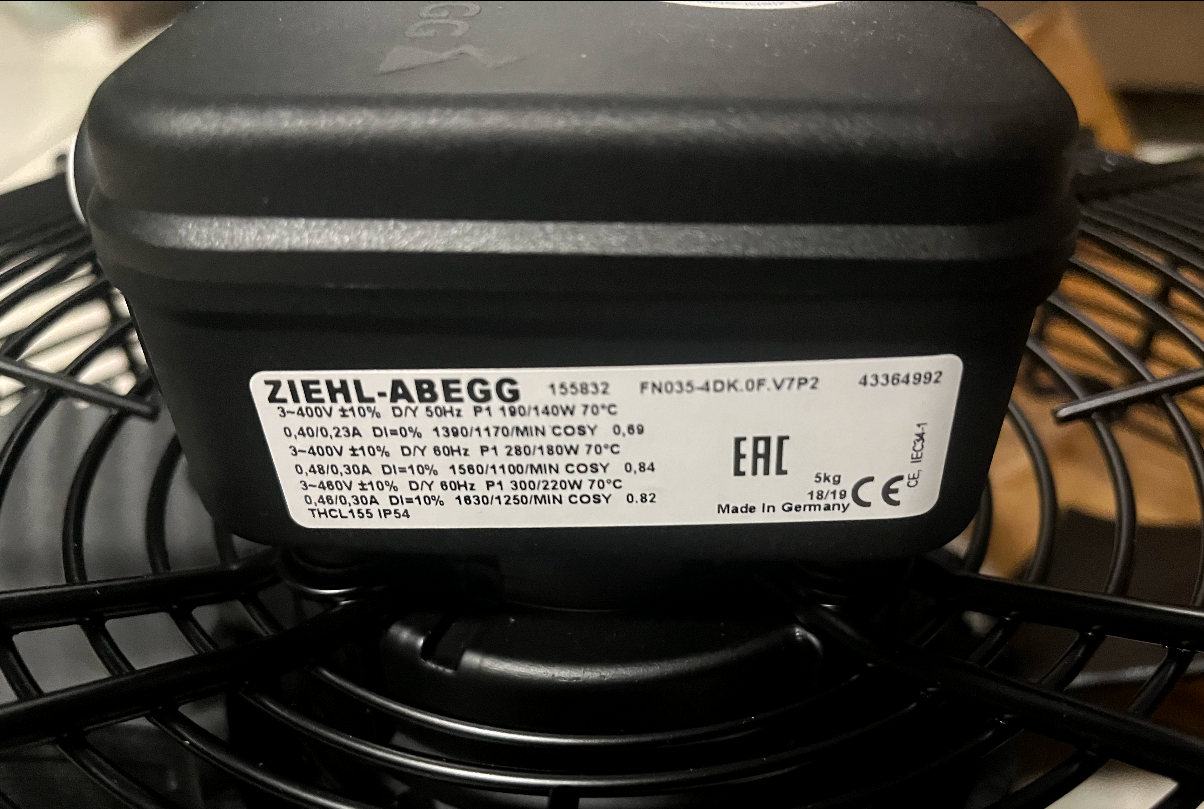 GG
ZIEHL-ABEGG 155832 FN035-4DK.0F.V7P2 43364992
3~400V ±10% D/Y 50Hz P1 190/140W 70°C
0,40/0,23A DI=0% 1390/1170/MIN COSY 0,69
3~400V ±10% D/Y 60Hz P1 280/180W 70°C
0,48/0,30A DI=10% 1560/1100/MIN COSY 0,84
3~460V ±10% D/Y 60Hz P1 300/220W 70°C
0,46/0,30A DI=10% 1630/1250/MIN COSY 0.82
THCL155 IP54
EAC
5kg
18/19
Made In Germany
CE
CE, IEC34-1